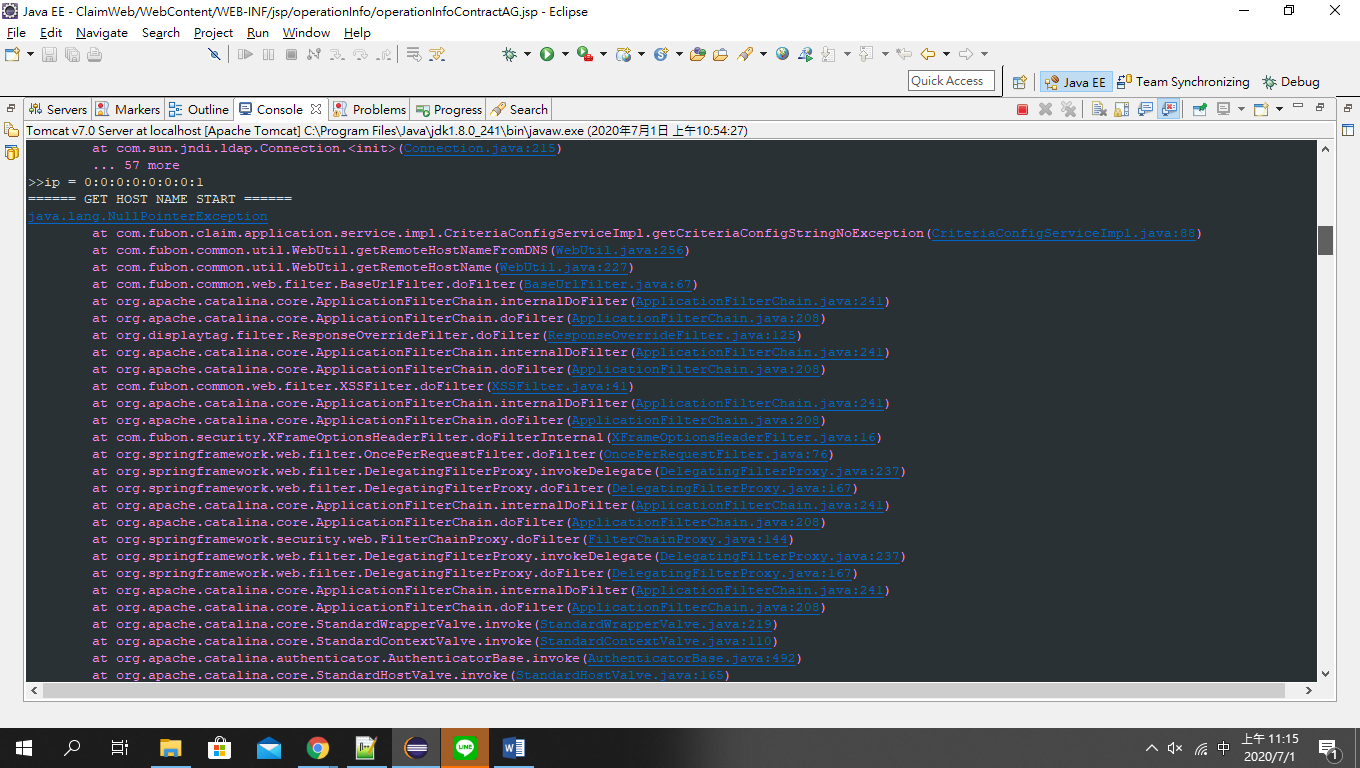 Java EE - ClaimWeb/WebContent/WEB-INF/jsp/operationInfo/operationInfoContractAG.jsp - Eclipse
File Edit Navigate Search Project Run Window Help
Quick Access
Java EE Team Synchronizing Debug
Servers Markers Outline Console Problems Progress Search
Tomcat v7.0 Server at localhost [Apache Tomcat] C:\Program Files\Java\jdk1.8.0_241\bin\javaw.exe (2020年7月1日 上午10:54:27)
at com.sun.jndi.ldap.Connection.<init>(Connection.java:215)
... 57 more
>>ip = 0:0:0:0:0:0:0:1
====== GET HOST NAME START ======
java.lang.NullPointerException
at com.fubon.claim.application.service.impl.CriteriaConfigServiceImpl.getCriteriaConfigStringNoException(CriteriaConfigServiceImpl.java:88)
at com.fubon.common.util.WebUtil.getRemoteHostNameFromDNS(WebUtil.java:256)
at com.fubon.common.util.WebUtil.getRemoteHostName(WebUtil.java:227)
at com.fubon.common.web.filter.BaseUrlFilter.doFilter(BaseUrlFilter.java:67)
at org.apache.catalina.core.ApplicationFilterChain.internalDoFilter(ApplicationFilterChain.java:241)
at org.apache.catalina.core.ApplicationFilterChain.doFilter(ApplicationFilterChain.java:208)
at org.displaytag.filter.ResponseOverrideFilter.doFilter(ResponseOverrideFilter.java:125)
at org.apache.catalina.core.ApplicationFilterChain.internalDoFilter(ApplicationFilterChain.java:241)
at org.apache.catalina.core.ApplicationFilterChain.doFilter(ApplicationFilterChain.java:208)
at com.fubon.common.web.filter.XSSFilter.doFilter(XSSFilter.java:41)
at org.apache.catalina.core.ApplicationFilterChain.internalDoFilter(ApplicationFilterChain.java:241)
at org.apache.catalina.core.ApplicationFilterChain.doFilter(ApplicationFilterChain.java:208)
at com.fubon.security.XFrameOptionsHeaderFilter.doFilterInternal(XFrameOptionsHeaderFilter.java:16)
at org.springframework.web.filter.OncePerRequestFilter.doFilter(OncePerRequestFilter.java:76)
at org.springframework.web.filter.DelegatingFilterProxy.invokeDelegate(DelegatingFilterProxy.java:237)
at org.springframework.web.filter.DelegatingFilterProxy.doFilter(DelegatingFilterProxy.java:167)
at org.apache.catalina.core.ApplicationFilterChain.internalDoFilter(ApplicationFilterChain.java:241)
at org.apache.catalina.core.ApplicationFilterChain.doFilter(ApplicationFilterChain.java:208)
at org.springframework.security.web.FilterChainProxy.doFilter(FilterChainProxy.java:144)
at org.springframework.web.filter.DelegatingFilterProxy.invokeDelegate(DelegatingFilterProxy.java:237)
at org.springframework.web.filter.DelegatingFilterProxy.doFilter(DelegatingFilterProxy.java:167)
at org.apache.catalina.core.ApplicationFilterChain.internalDoFilter(ApplicationFilterChain.java:241)
at org.apache.catalina.core.ApplicationFilterChain.doFilter(ApplicationFilterChain.java:208)
at org.apache.catalina.core.StandardWrapperValve.invoke(StandardWrapperValve.java:219)
at org.apache.catalina.core.StandardContextValve.invoke(StandardContextValve.java:110)
at org.apache.catalina.authenticator.AuthenticatorBase.invoke(AuthenticatorBase.java:492)
at org.apache.catalina.core.StandardHostValve.invoke(StandardHostValve.java:165)
LINE
中
上午 11:15
2020/7/1
1